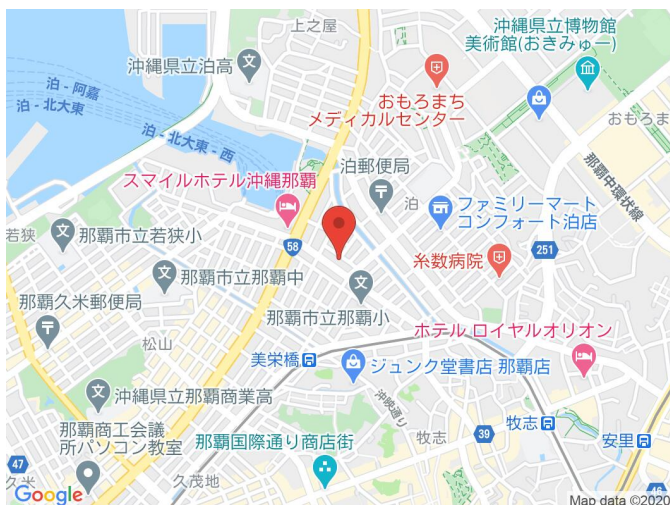 上之屋
沖縄県立博物館
美術館(おきみゅー)
沖縄県立泊高
おもろまち
メディカルセンター
泊 - 阿嘉
泊 - 北大東
泊 - 北大東 - 西
おもろま
泊郵便局
那覇中環状線
スマイルホテル沖縄那覇
泊
ファミリーマート
コンフォート泊店
若狭
那覇市立若狭小
58
251
糸数病院
那覇市立那覇中
那覇久米郵便局
那覇市立那覇小
ホテル ロイヤルオリオン
松山
美栄橋
ジュンク堂書店 那覇店
沖縄県立那覇商業高
沖映通り
牧志
那覇商工会議
所パソコン教室
牧志
39
安里
那覇国際通り商店街
47
久米
久茂地
46
Google
Map data ©2020